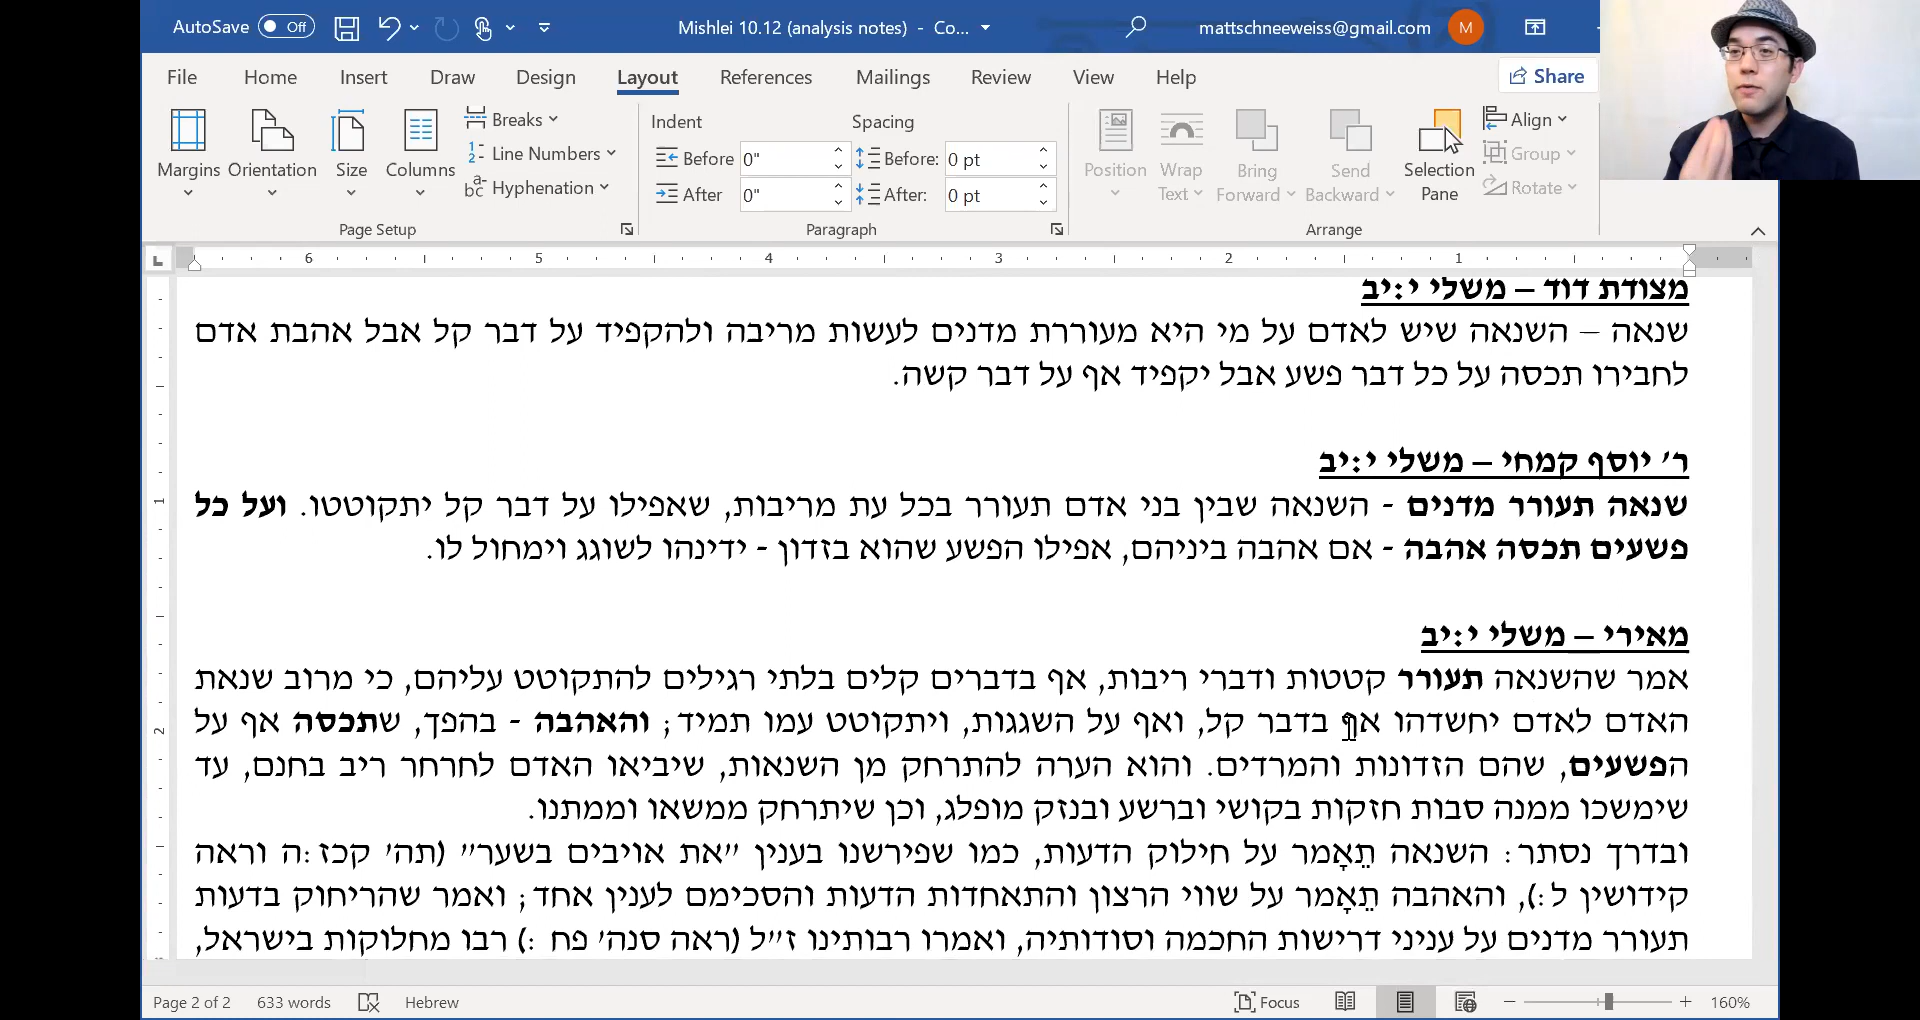 AutoSave Off Mishlei 10.12 (analysis notes) - Co... mattschneeweiss@gmail.com M
File Home Insert Draw Design Layout References Mailings Review View Help Share
Margins Orientation Size Columns
Breaks
Line Numbers
Hyphenation
Page Setup
Indent Spacing
Before 0" Before: 0 pt
After 0" After: 0 pt
Paragraph
Position Wrap Text Bring Forward Send Backward Selection Pane
Align
Group
Rotate
Arrange
6 5 4 3 2 1
מצודת דוד – משלי י:יב
שנאה – השנאה שיש לאדם על מי היא מעוררת מדנים לעשות מריבה ולהקפיד על דבר קל אבל אהבת אדם
לחבירו תכסה על כל דבר פשע אבל יקפיד אף על דבר קשה.
ר׳ יוסף קמחי – משלי י:יב
שנאה תעורר מדנים - השנאה שבין בני אדם תעורר בכל עת מריבות, שאפילו על דבר קל יתקוטטו. ועל כל
פשעים תכסה אהבה - אם אהבה ביניהם, אפילו הפשע שהוא בזדון - ידינהו לשוגג וימחול לו.
מאירי – משלי י:יב
אמר שהשנאה תעורר קטטות ודברי ריבות, אף בדברים קלים בלתי רגילים להתקוטט עליהם, כי מרוב שנאת
האדם לאדם יחשדהו אף בדבר קל, ואף על השגגות, ויתקוטט עמו תמיד; והאהבה - בהפך, שתכסה אף על
הפשעים, שהם הזדונות והמרדים. והוא הערה להתרחק מן השנאות, שיביאו האדם לחרחר ריב בחנם, עד
שימשכו ממנה סבות חזקות בקושי וברשע ובנזק מופלג, וכן שיתרחק ממשאו וממתנו.
ובדרך נסתר: השנאה תֵאָמר על חילוק הדעות, כמו שפירשנו בענין ״את אויבים בשער״ (תה׳ קכז:ה וראה
קידושין ל:), והאהבה תֵאָמר על שווי הרצון והתאחדות הדעות והסכימם לענין אחד; ואמר שהריחוק בדעות
תעורר מדנים על עניני דרישות החכמה וסודותיה, ואמרו רבותינו ז״ל (ראה סנה׳ פח:) רבו מחלוקות בישראל,
1
2
Page 2 of 2 633 words Hebrew Focus 160%